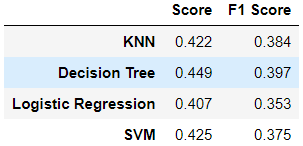 Score F1 Score
KNN 0.422 0.384
Decision Tree 0.449 0.397
Logistic Regression 0.407 0.353
SVM 0.425 0.375